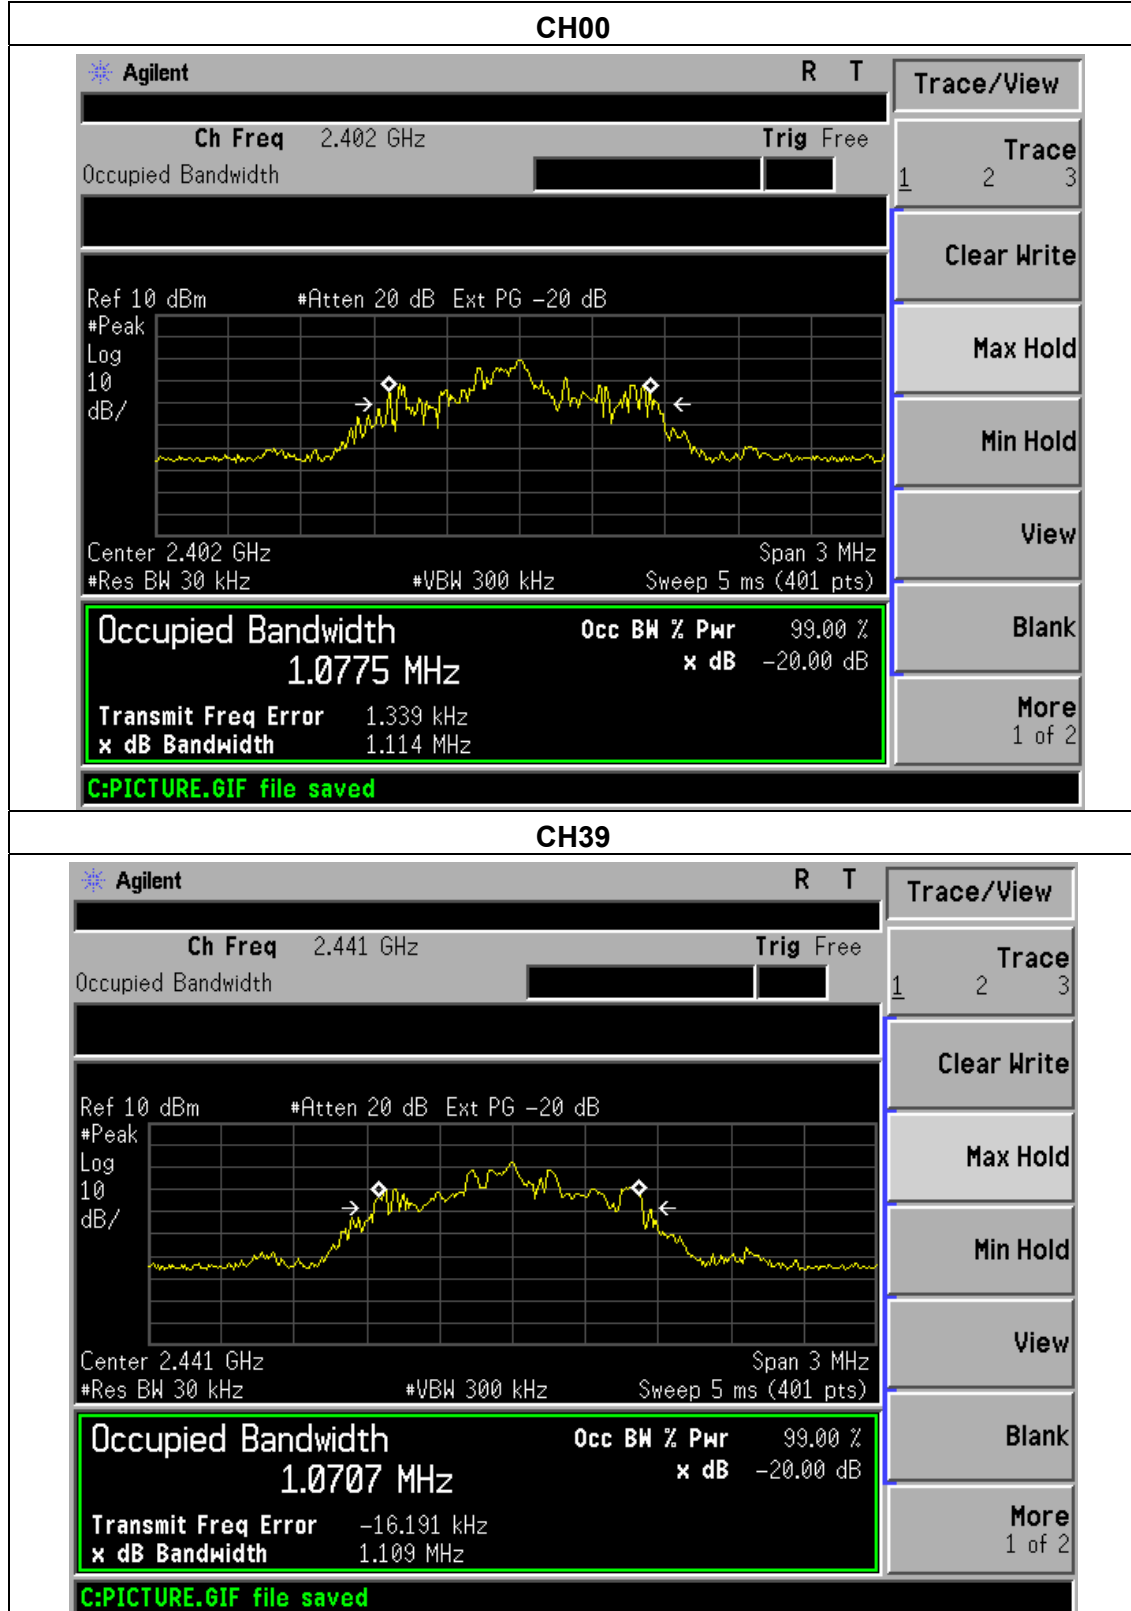 CH00
Agilent R T Trace/View
Ch Freq 2.402 GHz Trig Free
Occupied Bandwidth
Trace
1 2 3
Clear Write
Ref 10 dBm #Atten 20 dB Ext PG -20 dB
#Peak
Log
10
dB/
Max Hold
Min Hold
View
Center 2.402 GHz Span 3 MHz
#Res BW 30 kHz #VBW 300 kHz Sweep 5 ms (401 pts)
Occupied Bandwidth Occ BW % Pwr 99.00 %
1.0775 MHz x dB -20.00 dB
Blank
Transmit Freq Error 1.339 kHz
x dB Bandwidth 1.114 MHz
More
1 of 2
C:PICTURE.GIF file saved
CH39
Agilent R T Trace/View
Ch Freq 2.441 GHz Trig Free
Occupied Bandwidth
Trace
1 2 3
Clear Write
Ref 10 dBm #Atten 20 dB Ext PG -20 dB
#Peak
Log
10
dB/
Max Hold
Min Hold
View
Center 2.441 GHz Span 3 MHz
#Res BW 30 kHz #VBW 300 kHz Sweep 5 ms (401 pts)
Occupied Bandwidth Occ BW % Pwr 99.00 %
1.0707 MHz x dB -20.00 dB
Blank
Transmit Freq Error -16.191 kHz
x dB Bandwidth 1.109 MHz
More
1 of 2
C:PICTURE.GIF file saved